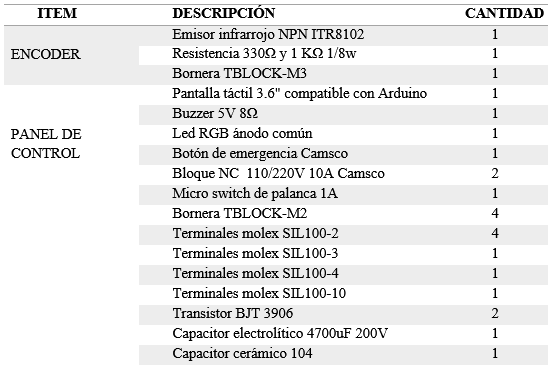 ITEM DESCRIPCIÓN CANTIDAD
Emisor infrarrojo NPN ITR8102 1
ENCODER Resistencia 330Ω y 1 KΩ 1/8w 1
Bornera TBLOCK-M3 1
Pantalla táctil 3.6" compatible con Arduino 1
Buzzer 5V 8Ω 1
PANEL DE Led RGB ánodo común 1
CONTROL Botón de emergencia Camsco 1
Bloque NC 110/220V 10A Camsco 2
Micro switch de palanca 1A 1
Bornera TBLOCK-M2 4
Terminales molex SIL100-2 4
Terminales molex SIL100-3 1
Terminales molex SIL100-4 1
Terminales molex SIL100-10 1
Transistor BJT 3906 2
Capacitor electrolítico 4700uF 200V 1
Capacitor cerámico 104 1